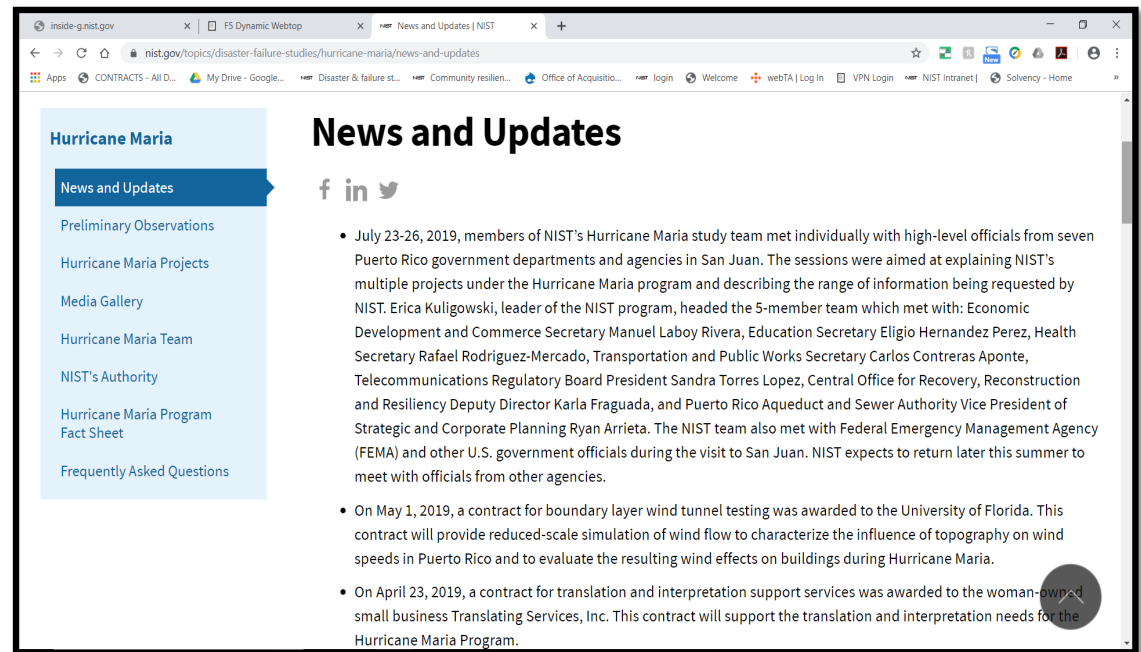 inside-g.nist.gov
F5 Dynamic Webtop
NIST News and Updates | NIST
nist.gov/topics/disaster-failure-studies/hurricane-maria/news-and-updates
New
Apps CONTRACTS - All D... My Drive - Google... NIST Disaster & failure st... NIST Community resilien... Office of Acquisitio... NIST login Welcome webTA | Log In VPN Login NIST NIST Intranet | Solvency - Home »
Hurricane Maria
News and Updates
Preliminary Observations
Hurricane Maria Projects
Media Gallery
Hurricane Maria Team
NIST's Authority
Hurricane Maria Program
Fact Sheet
Frequently Asked Questions
News and Updates
• July 23-26, 2019, members of NIST's Hurricane Maria study team met individually with high-level officials from seven
Puerto Rico government departments and agencies in San Juan. The sessions were aimed at explaining NIST's
multiple projects under the Hurricane Maria program and describing the range of information being requested by
NIST. Erica Kuligowski, leader of the NIST program, headed the 5-member team which met with: Economic
Development and Commerce Secretary Manuel Laboy Rivera, Education Secretary Eligio Hernandez Perez, Health
Secretary Rafael Rodriguez-Mercado, Transportation and Public Works Secretary Carlos Contreras Aponte,
Telecommunications Regulatory Board President Sandra Torres Lopez, Central Office for Recovery, Reconstruction
and Resiliency Deputy Director Karla Fraguada, and Puerto Rico Aqueduct and Sewer Authority Vice President of
Strategic and Corporate Planning Ryan Arrieta. The NIST team also met with Federal Emergency Management Agency
(FEMA) and other U.S. government officials during the visit to San Juan. NIST expects to return later this summer to
meet with officials from other agencies.
• On May 1, 2019, a contract for boundary layer wind tunnel testing was awarded to the University of Florida. This
contract will provide reduced-scale simulation of wind flow to characterize the influence of topography on wind
speeds in Puerto Rico and to evaluate the resulting wind effects on buildings during Hurricane Maria.
• On April 23, 2019, a contract for translation and interpretation support services was awarded to the woman-owned
small business Translating Services, Inc. This contract will support the translation and interpretation needs for the
Hurricane Maria Program.